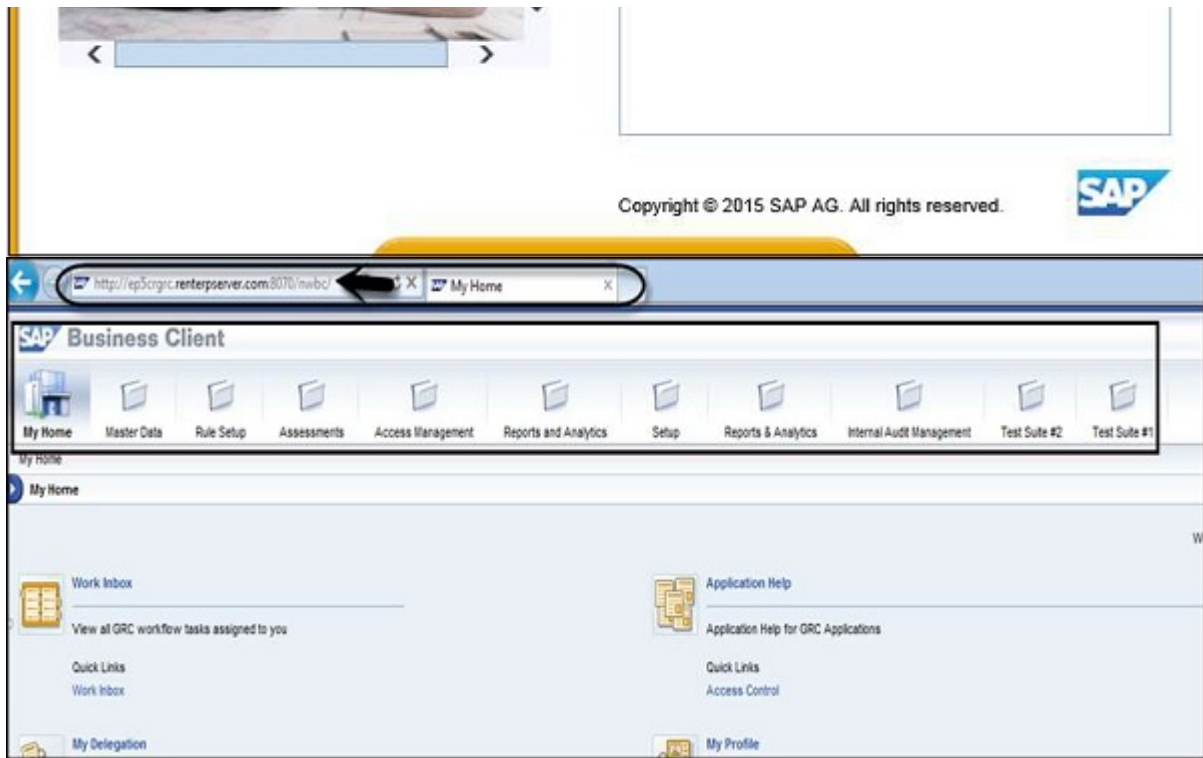 Copyright © 2015 SAP AG. All rights reserved.
SAP
http://ep5crgrc.renterpserver.com:8070/nwbc/
My Home
SAP Business Client
My Home Master Data Rule Setup Assessments Access Management Reports and Analytics Setup Reports & Analytics Internal Audit Management Test Suite #2 Test Suite #1
My Home
My Home
W
Work Inbox Application Help
View all GRC workflow tasks assigned to you Application Help for GRC Applications
Quick Links Quick Links
Work Inbox Access Control
My Delegation My Profile